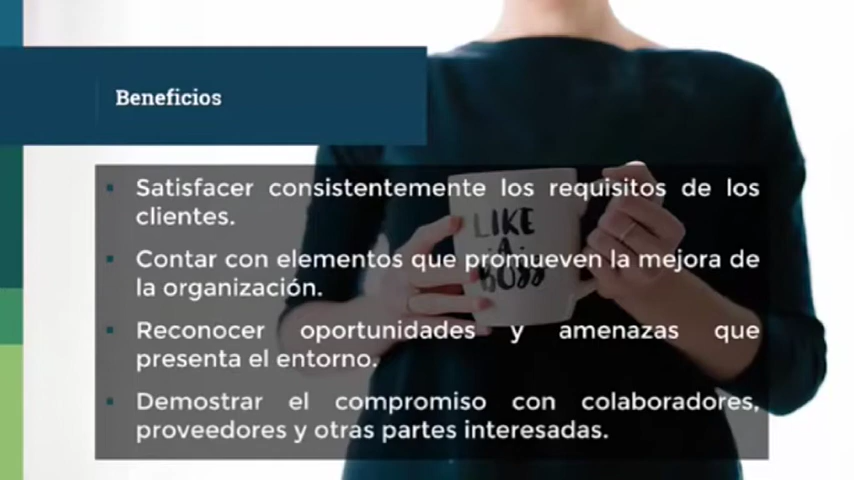 Beneficios
▪ Satisfacer consistentemente los requisitos de los
clientes.
▪ Contar con elementos que promueven la mejora de
la organización.
▪ Reconocer oportunidades y amenazas que
presenta el entorno.
▪ Demostrar el compromiso con colaboradores,
proveedores y otras partes interesadas.
LIKE
A
BOSS